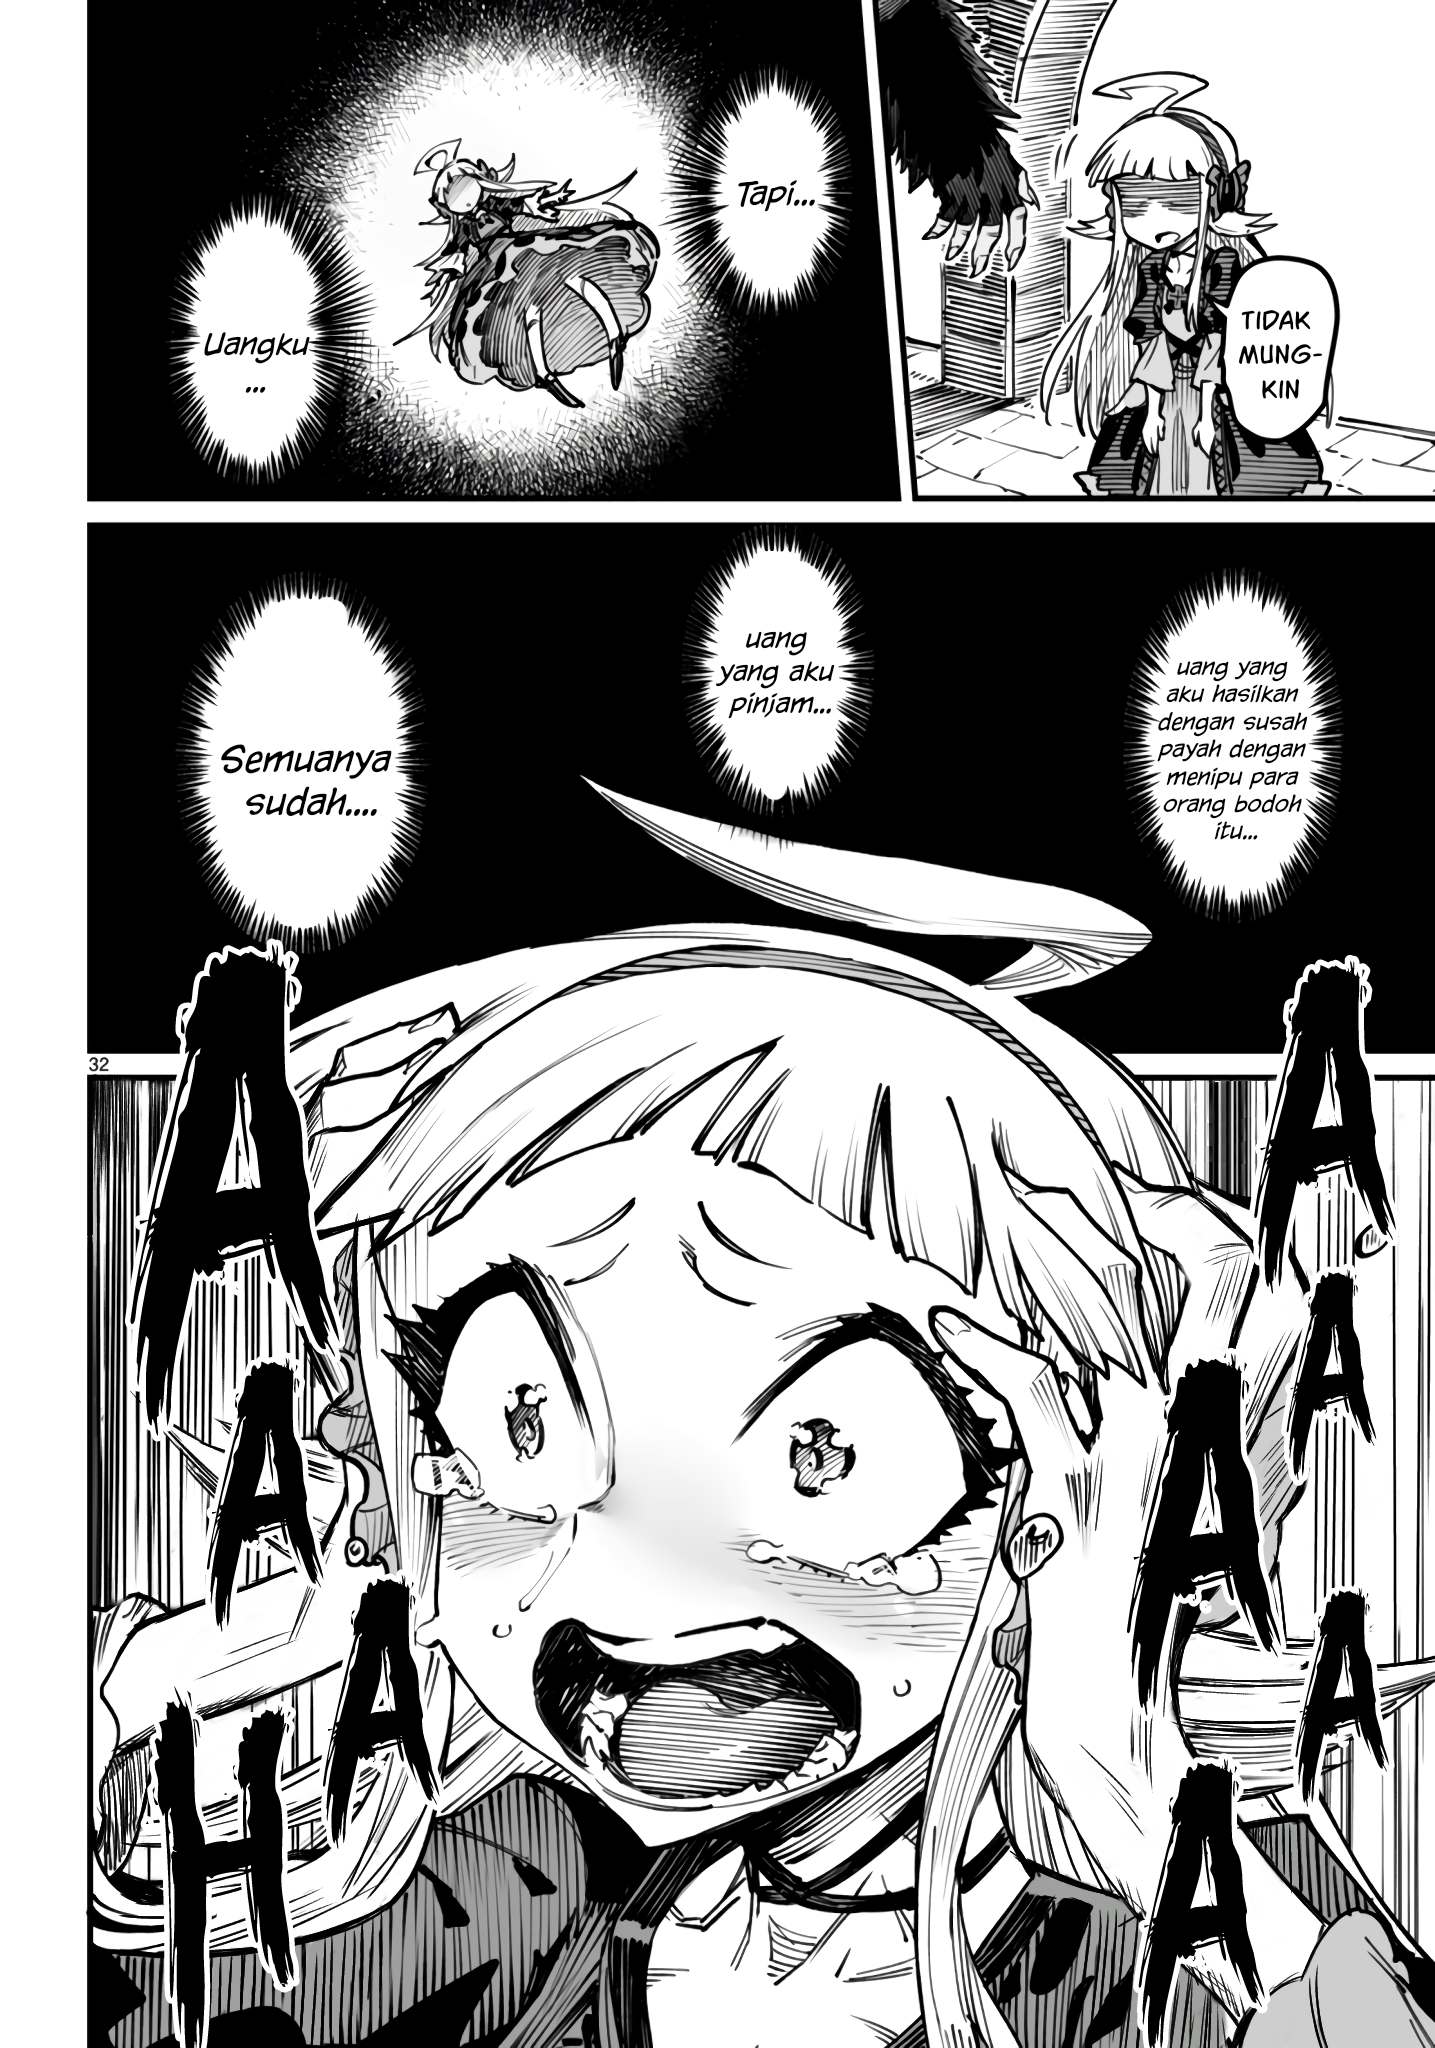 TIDAK
MUNG-
KIN
Tapi...
Uangku
...
uang yang
aku hasilkan
dengan susah
payah dengan
menipu para
orang bodoh
itu...
uang
yang aku
pinjam...
Semuanya
sudah....
32
A
A
A
A
A
A
A
A
H